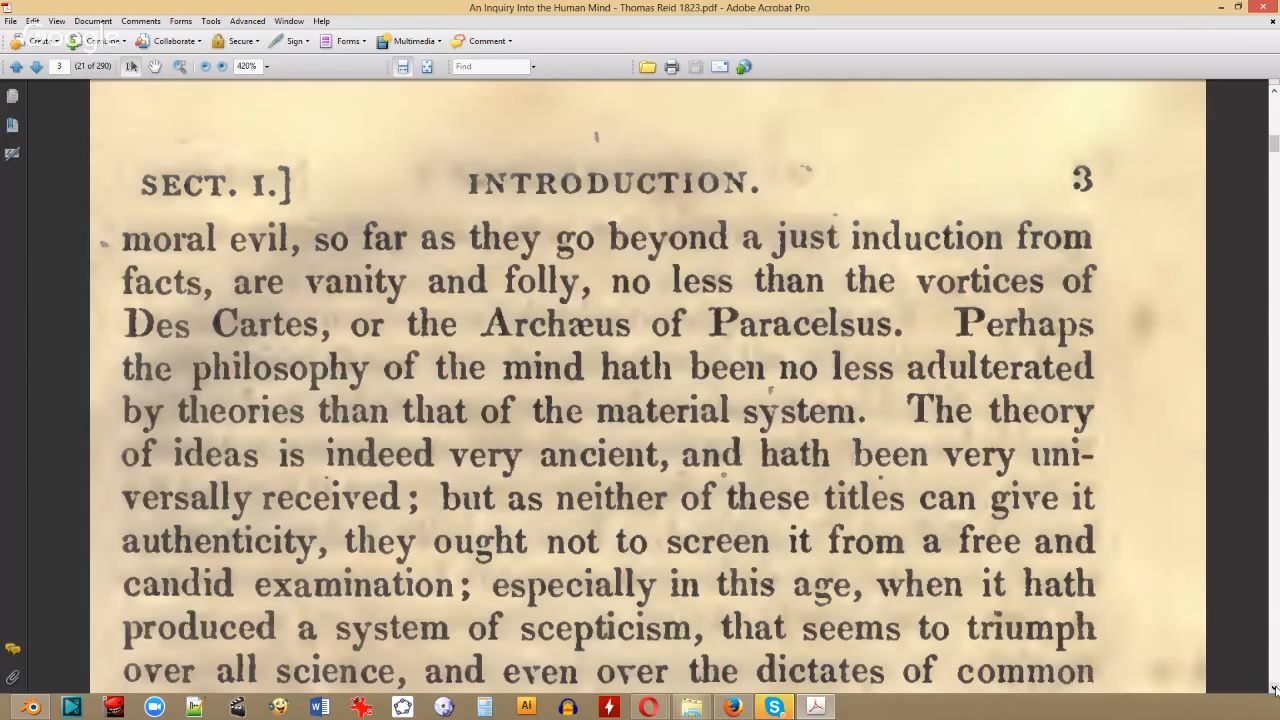 An Inquiry Into the Human Mind - Thomas Reid 1823.pdf - Adobe Acrobat Pro
File Edit View Document Comments Forms Tools Advanced Window Help
Google
Create Combine Collaborate Secure Sign Forms Multimedia Comment
3 (21 of 290) 420% Find
SECT. I.] INTRODUCTION. 3
moral evil, so far as they go beyond a just induction from
facts, are vanity and folly, no less than the vortices of
Des Cartes, or the Archæus of Paracelsus. Perhaps
the philosophy of the mind hath been no less adulterated
by theories than that of the material system. The theory
of ideas is indeed very ancient, and hath been very uni-
versally received; but as neither of these titles can give it
authenticity, they ought not to screen it from a free and
candid examination; especially in this age, when it hath
produced a system of scepticism, that seems to triumph
over all science, and even over the dictates of common
Ai